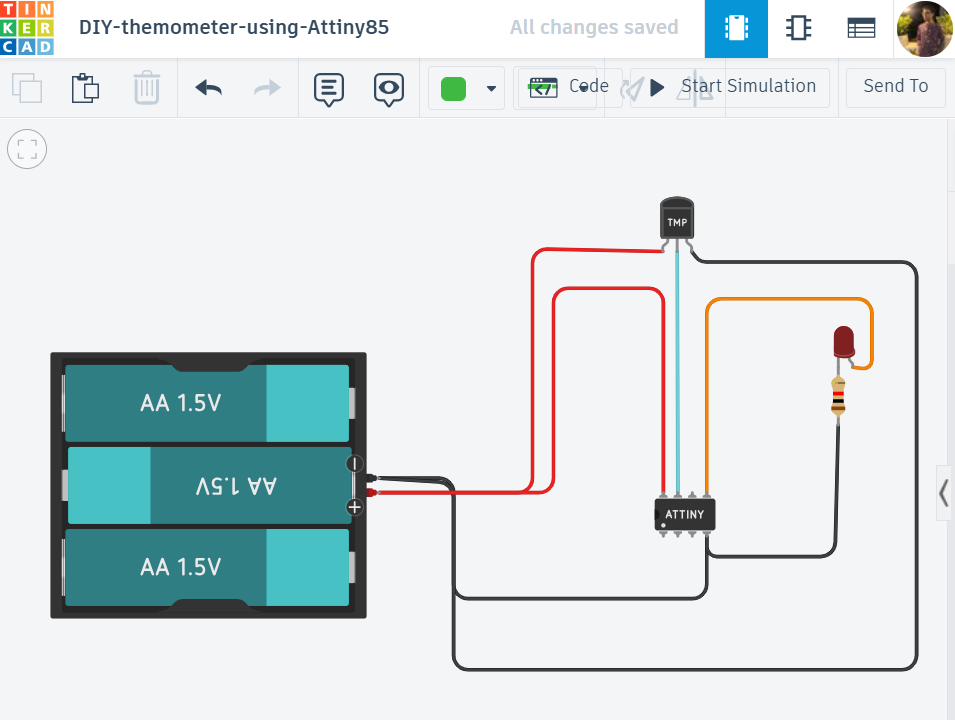 TIN
KER
CAD
DIY-themometer-using-Attiny85
All changes saved
Code
Start Simulation
Send To
TMP
AA 1.5V
AA 1.5V
AA 1.5V
ATTINY